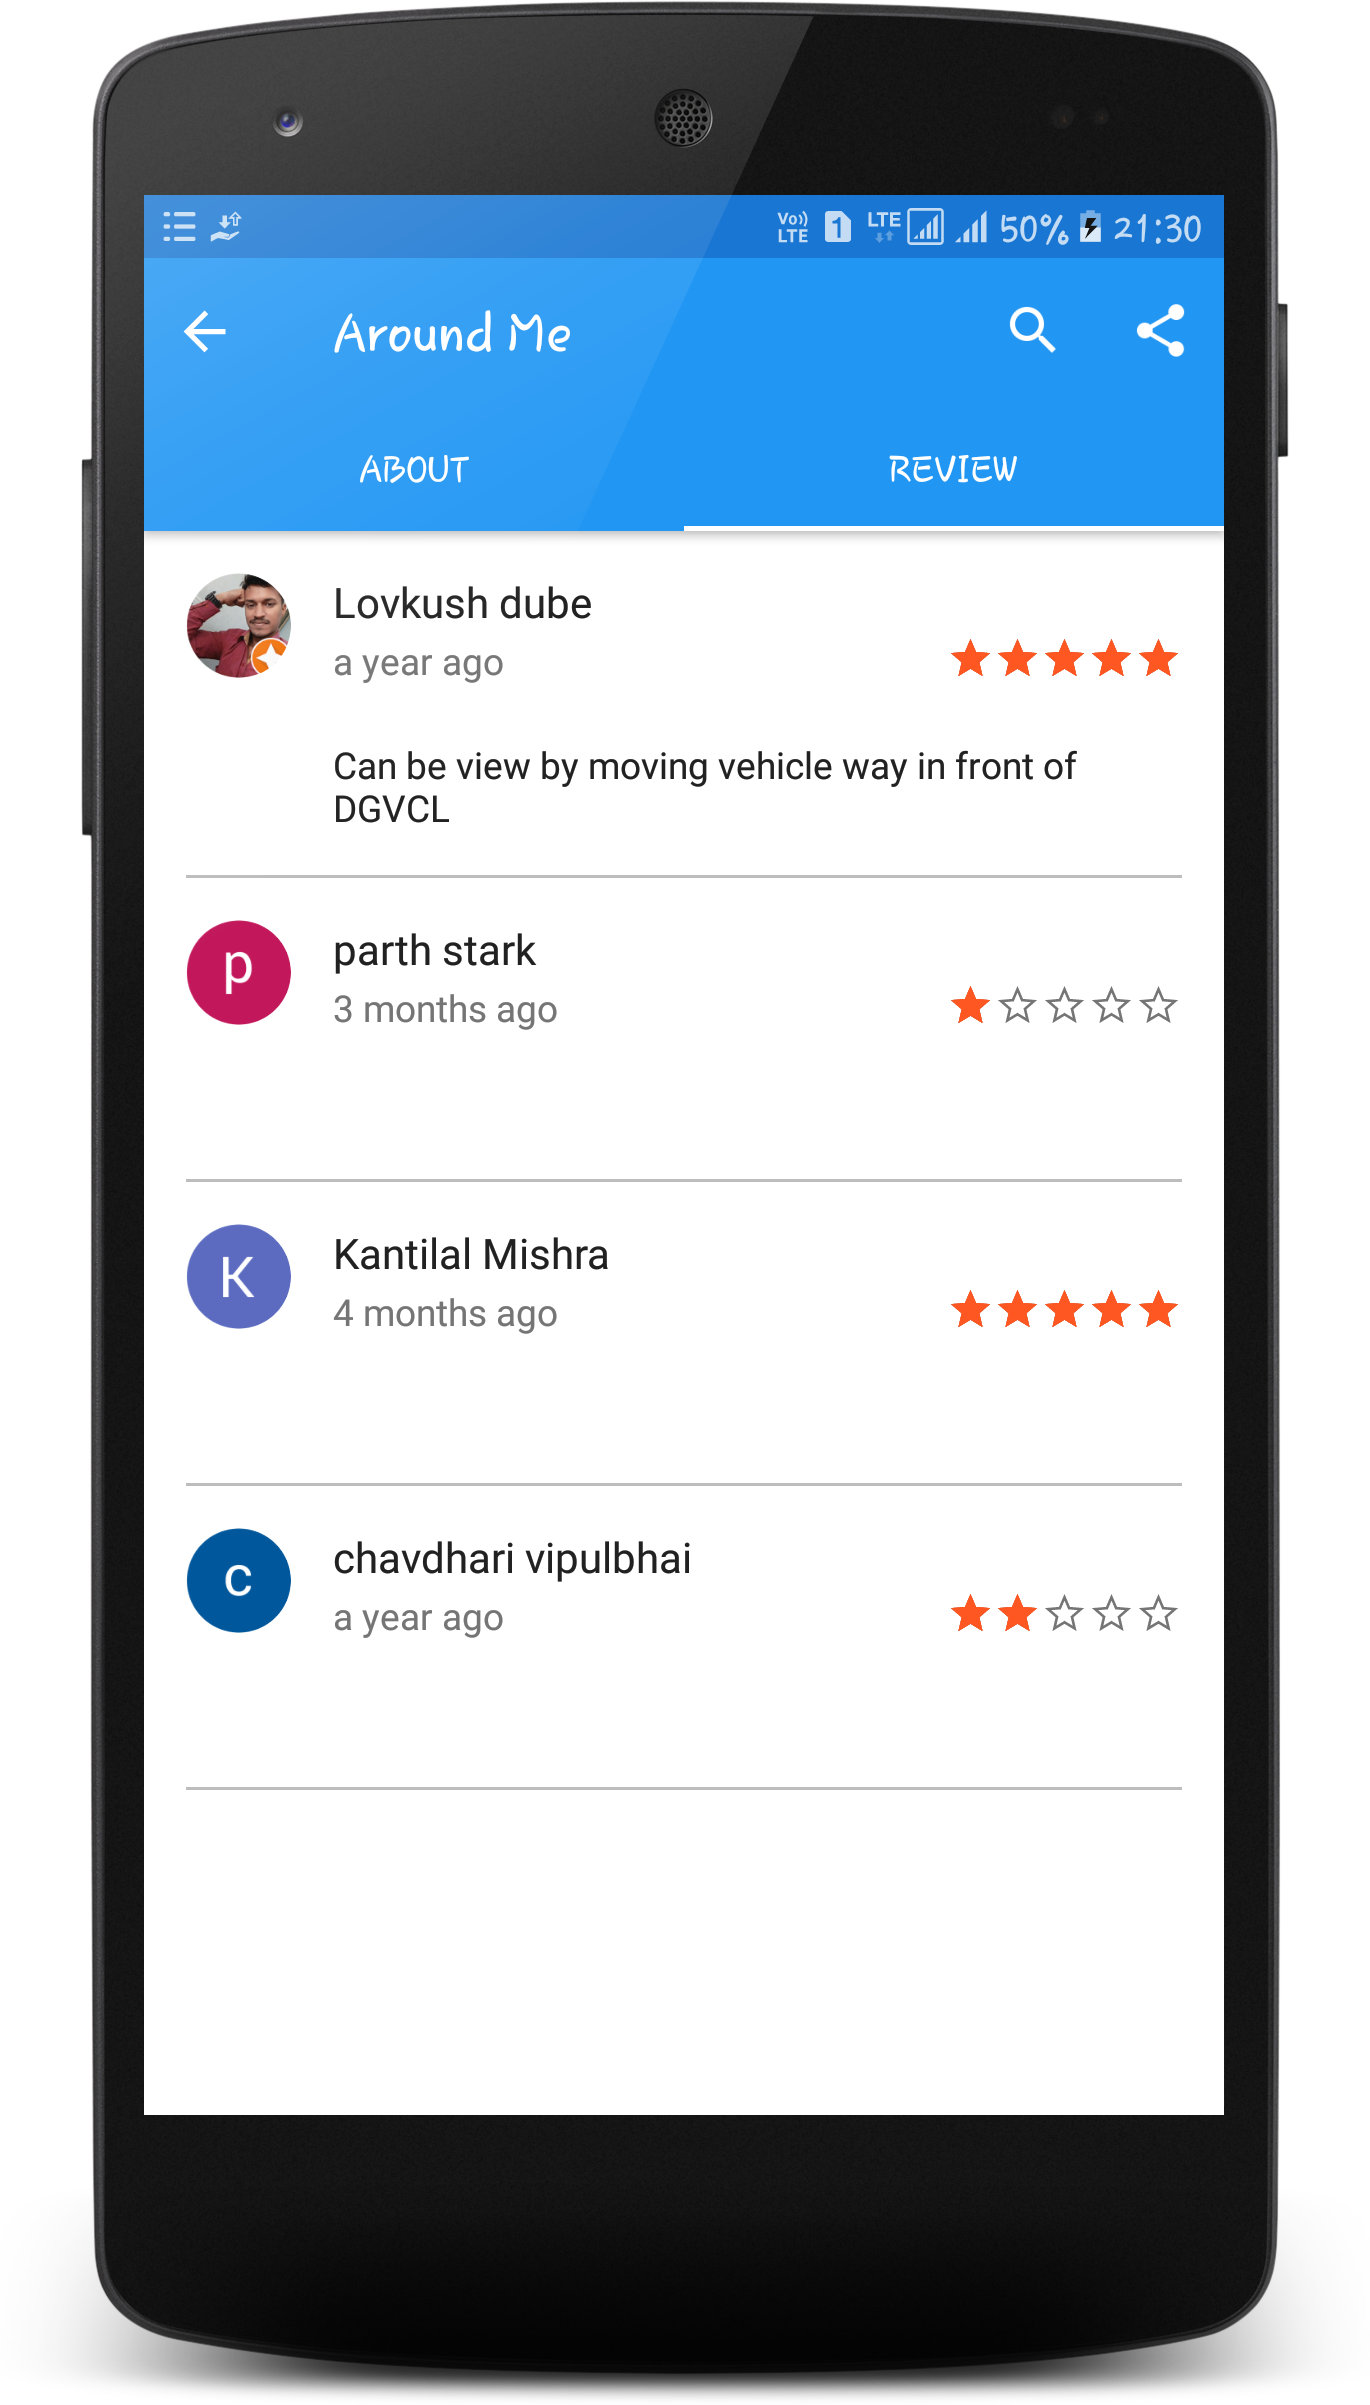 Vo)) LTE 1 LTE 50% 21:30
Around Me
ABOUT REVIEW
Lovkush dube
a year ago
Can be view by moving vehicle way in front of
DGVCL
p
parth stark
3 months ago
K
Kantilal Mishra
4 months ago
c
chavdhari vipulbhai
a year ago